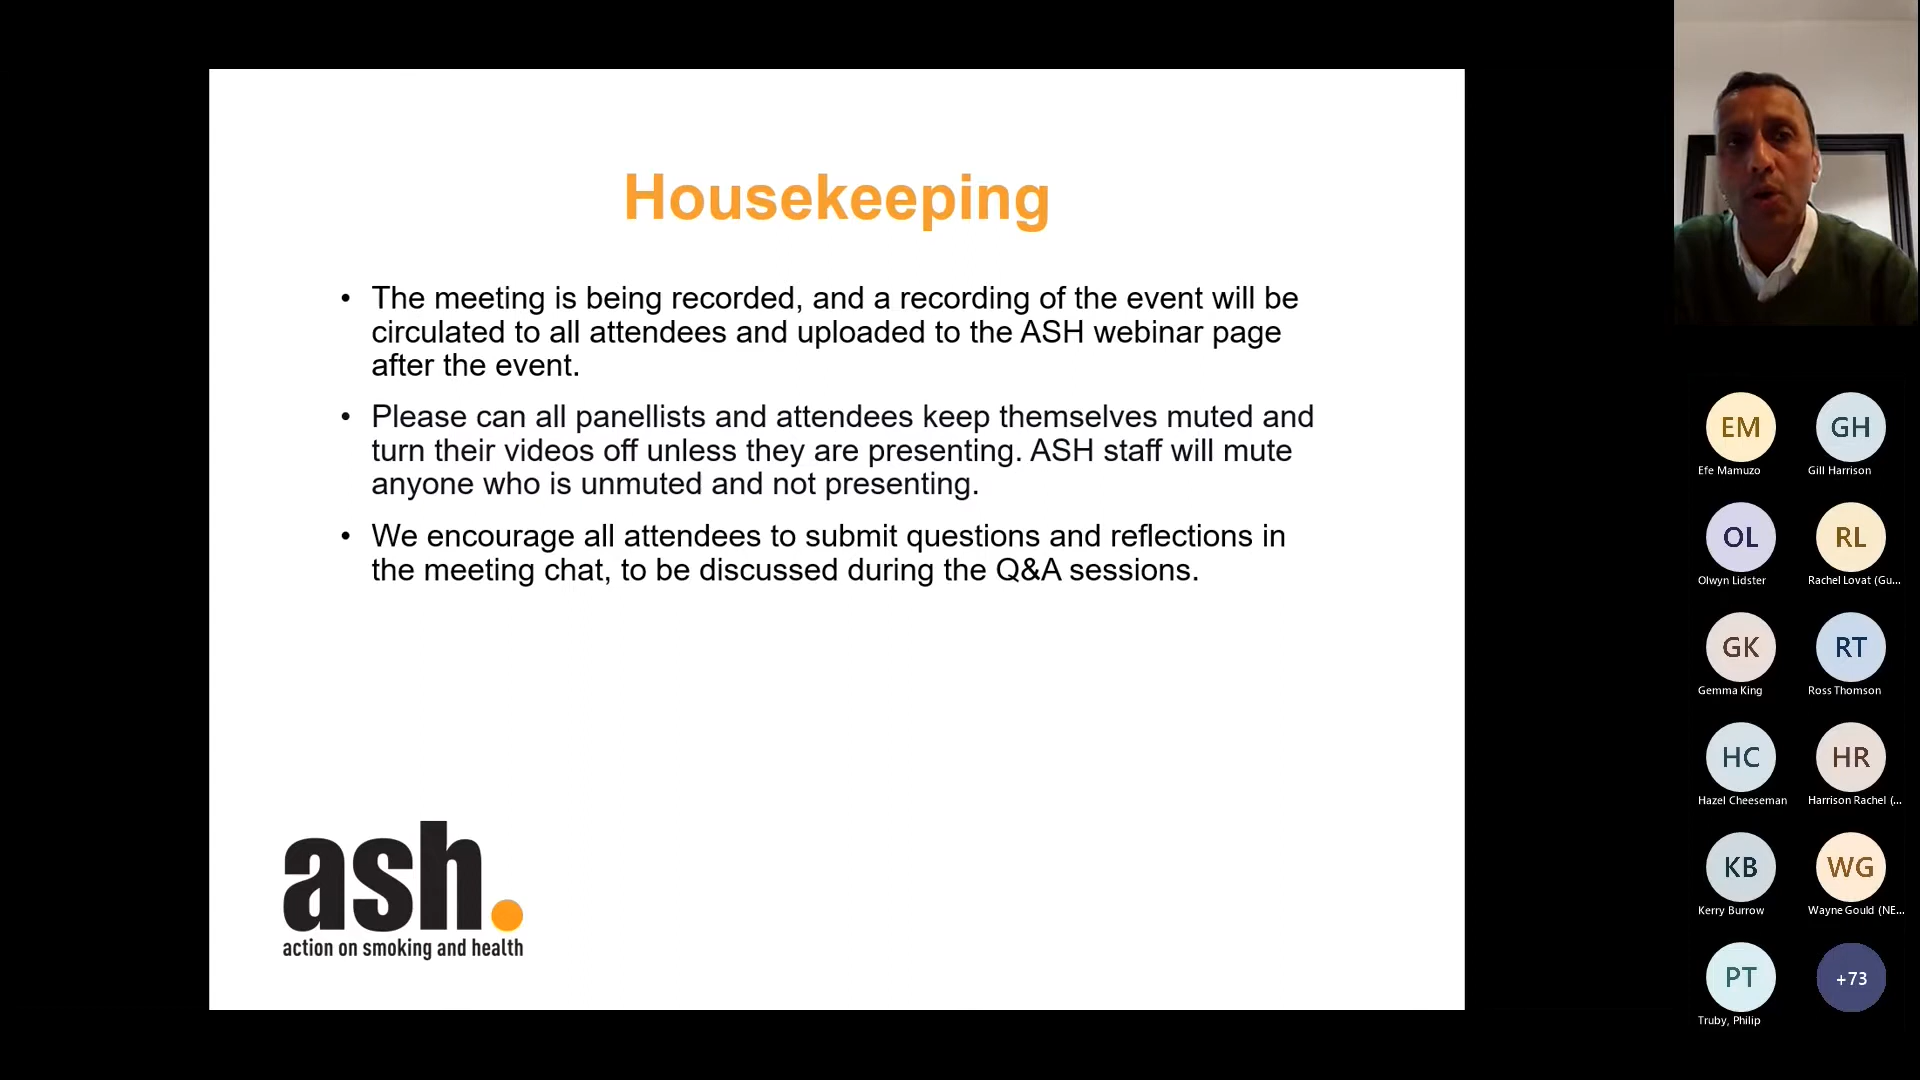 Housekeeping
• The meeting is being recorded, and a recording of the event will be
circulated to all attendees and uploaded to the ASH webinar page
after the event.
• Please can all panellists and attendees keep themselves muted and
turn their videos off unless they are presenting. ASH staff will mute
anyone who is unmuted and not presenting.
• We encourage all attendees to submit questions and reflections in
the meeting chat, to be discussed during the Q&A sessions.
ash.
action on smoking and health
EM
Efe Mamuzo
GH
Gill Harrison
OL
Olwyn Lidster
RL
Rachel Lovat (Gu...
GK
Gemma King
RT
Ross Thomson
HC
Hazel Cheeseman
HR
Harrison Rachel (...
KB
Kerry Burrow
WG
Wayne Gould (NE...
PT
Truby, Philip
+73